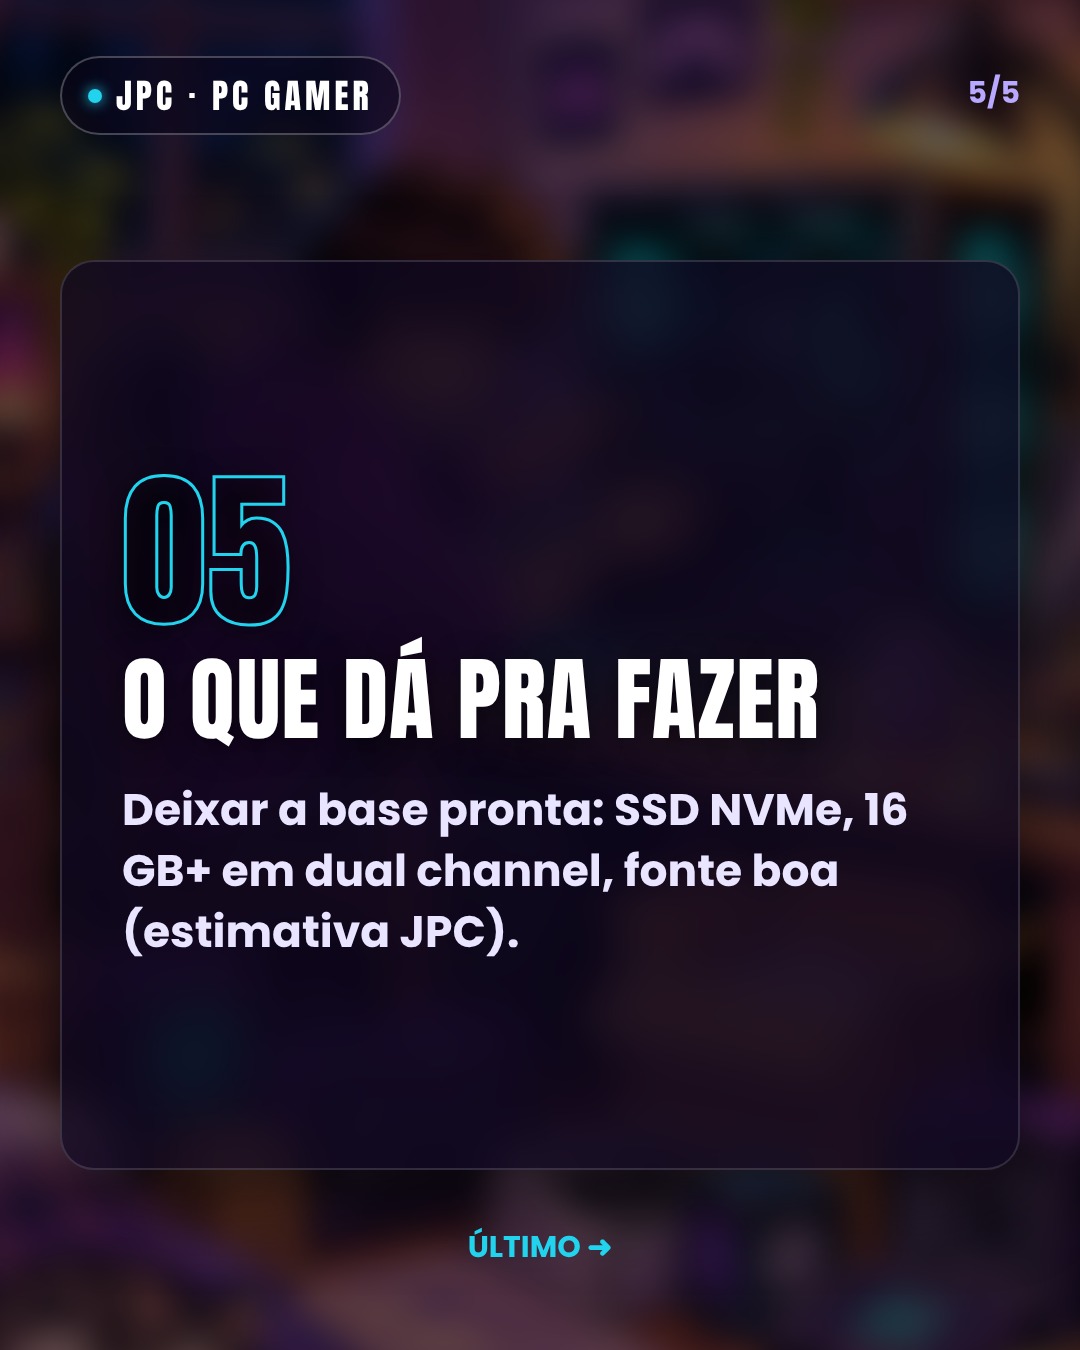 JPC · PC GAMER
5/5
05
O QUE DÁ PRA FAZER
Deixar a base pronta: SSD NVMe, 16
GB+ em dual channel, fonte boa
(estimativa JPC).
ÚLTIMO ➜